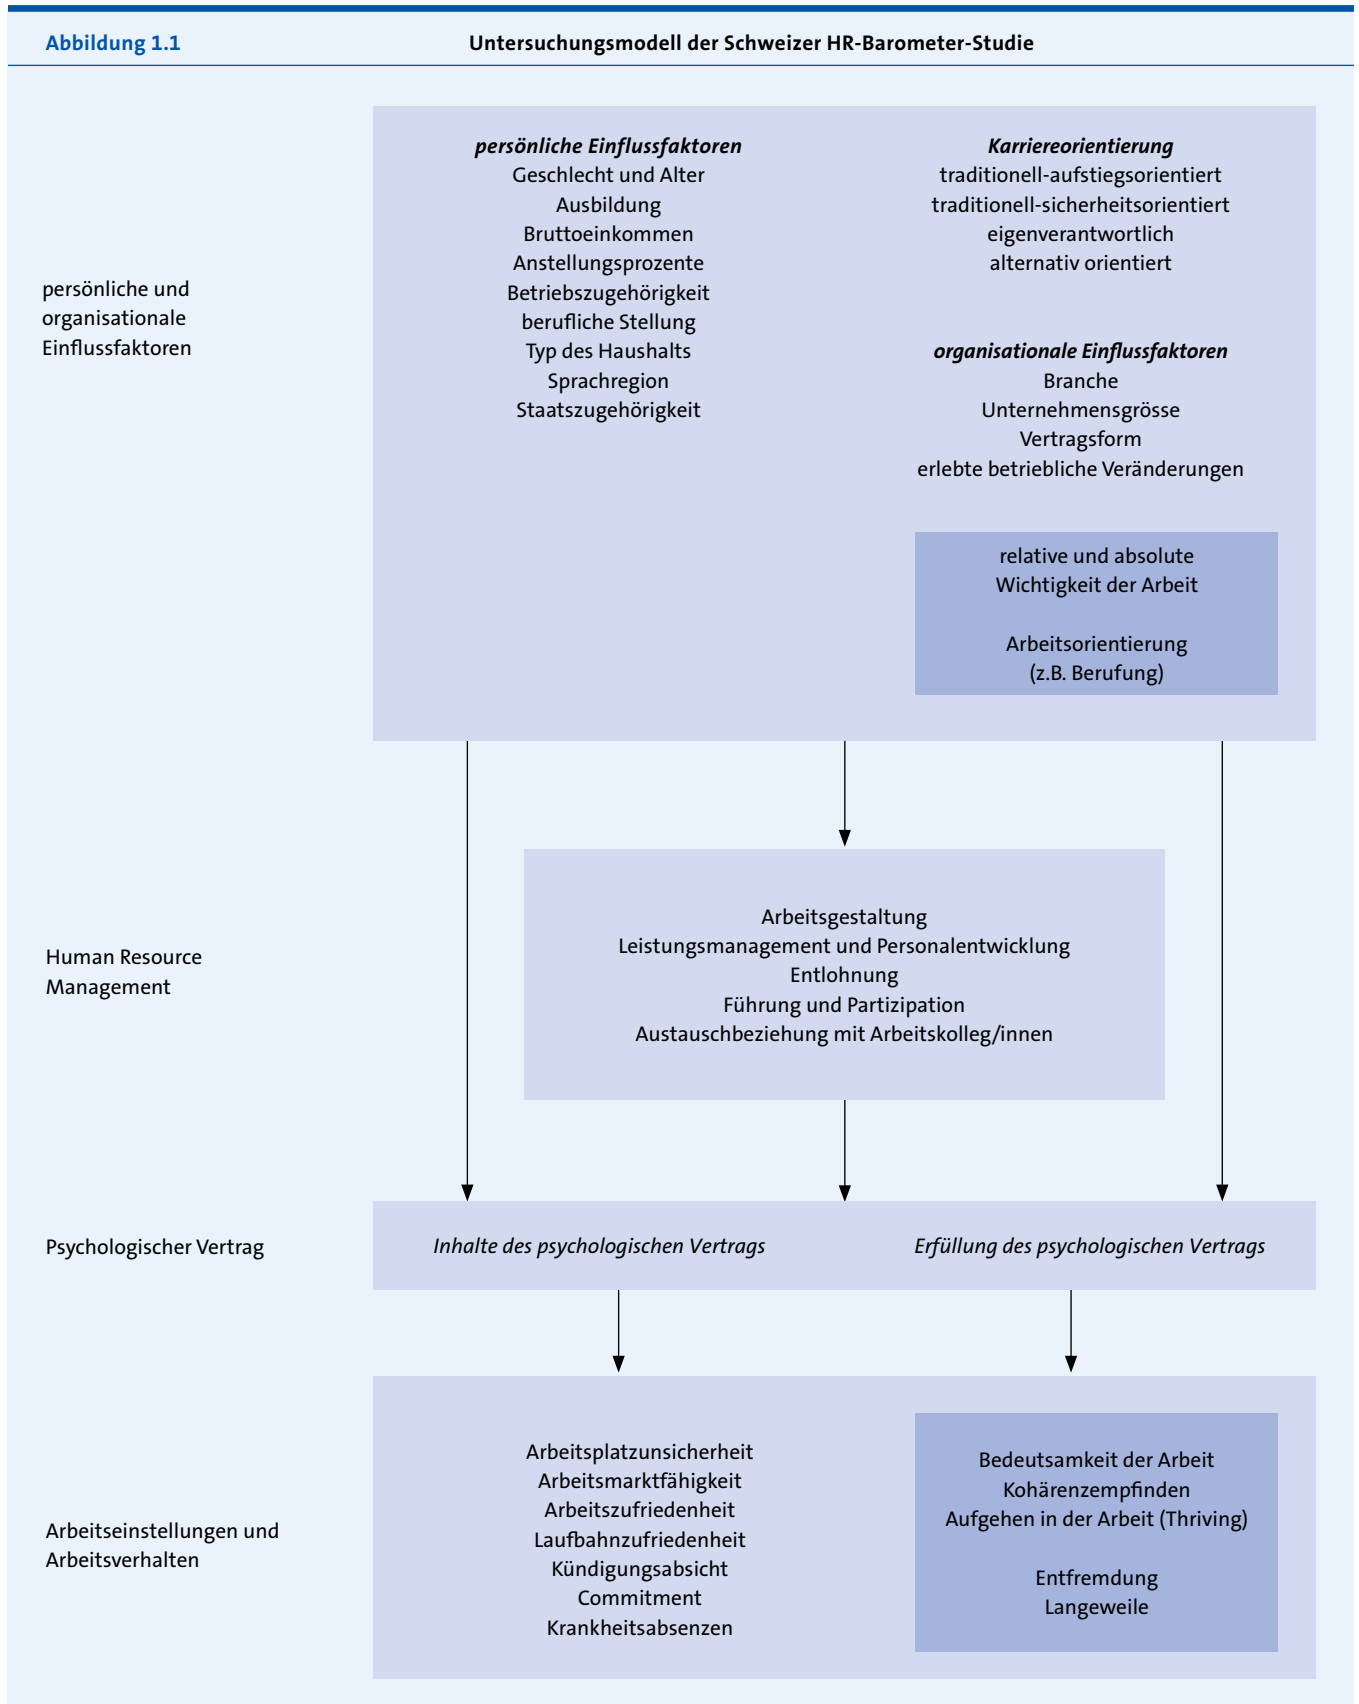 Abbildung 1.1
Untersuchungsmodell der Schweizer HR-Barometer-Studie
persönliche und
organisationale
Einflussfaktoren
persönliche Einflussfaktoren
Geschlecht und Alter
Ausbildung
Bruttoeinkommen
Anstellungsprozente
Betriebszugehörigkeit
berufliche Stellung
Typ des Haushalts
Sprachregion
Staatszugehörigkeit
Karriereorientierung
traditionell-aufstiegsorientiert
traditionell-sicherheitsorientiert
eigenverantwortlich
alternativ orientiert
organisationale Einflussfaktoren
Branche
Unternehmensgrösse
Vertragsform
erlebte betriebliche Veränderungen
relative und absolute
Wichtigkeit der Arbeit
Arbeitsorientierung
(z.B. Berufung)
Human Resource
Management
Arbeitsgestaltung
Leistungsmanagement und Personalentwicklung
Entlohnung
Führung und Partizipation
Austauschbeziehung mit Arbeitskolleg/innen
Psychologischer Vertrag
Inhalte des psychologischen Vertrags
Erfüllung des psychologischen Vertrags
Arbeitseinstellungen und
Arbeitsverhalten
Arbeitsplatzunsicherheit
Arbeitsmarktfähigkeit
Arbeitszufriedenheit
Laufbahnzufriedenheit
Kündigungsabsicht
Commitment
Krankheitsabsenzen
Bedeutsamkeit der Arbeit
Kohärenzempfinden
Aufgehen in der Arbeit (Thriving)
Entfremdung
Langeweile